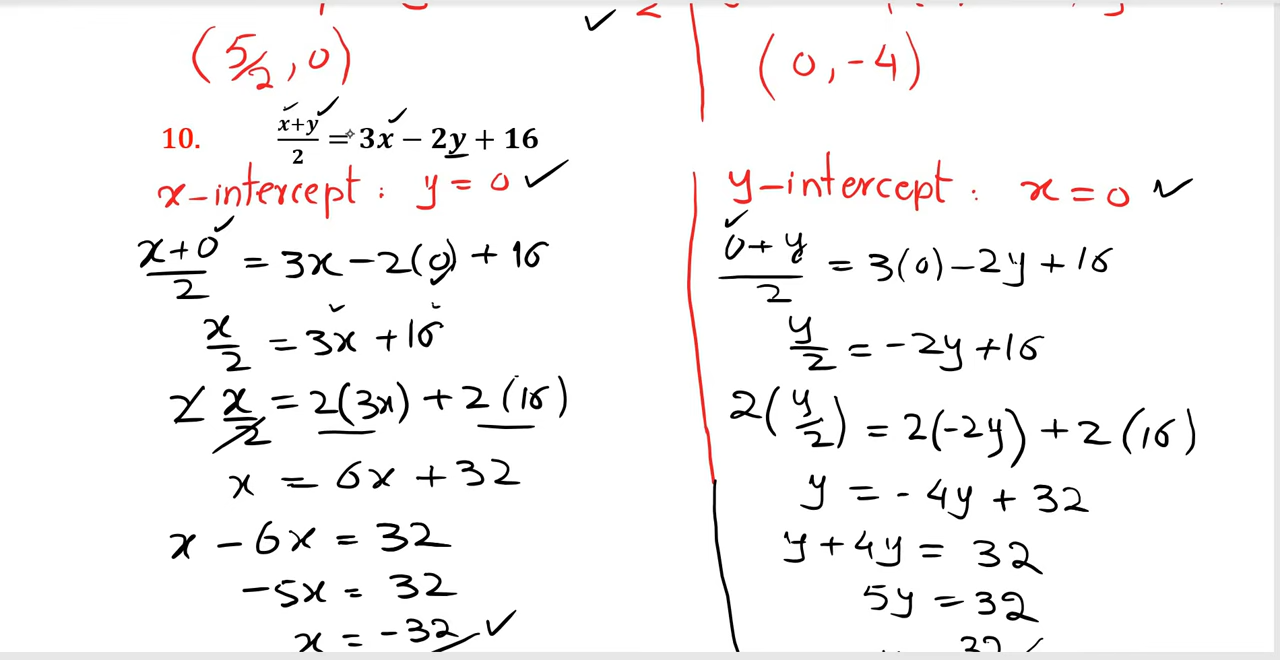 (5/2, 0)
(0, -4)
10. (x+y)/2 = 3x − 2y + 16
x-intercept: y = 0 ✓
(x+0)/2 = 3x - 2(0) + 16
x/2 = 3x + 16
2 x/2 = 2(3x) + 2(16)
x = 6x + 32
x - 6x = 32
-5x = 32
x = -32 ✓
y-intercept: x = 0 ✓
(0+y)/2 = 3(0) - 2y + 16
y/2 = -2y + 16
2(y/2) = 2(-2y) + 2(16)
y = -4y + 32
y + 4y = 32
5y = 32